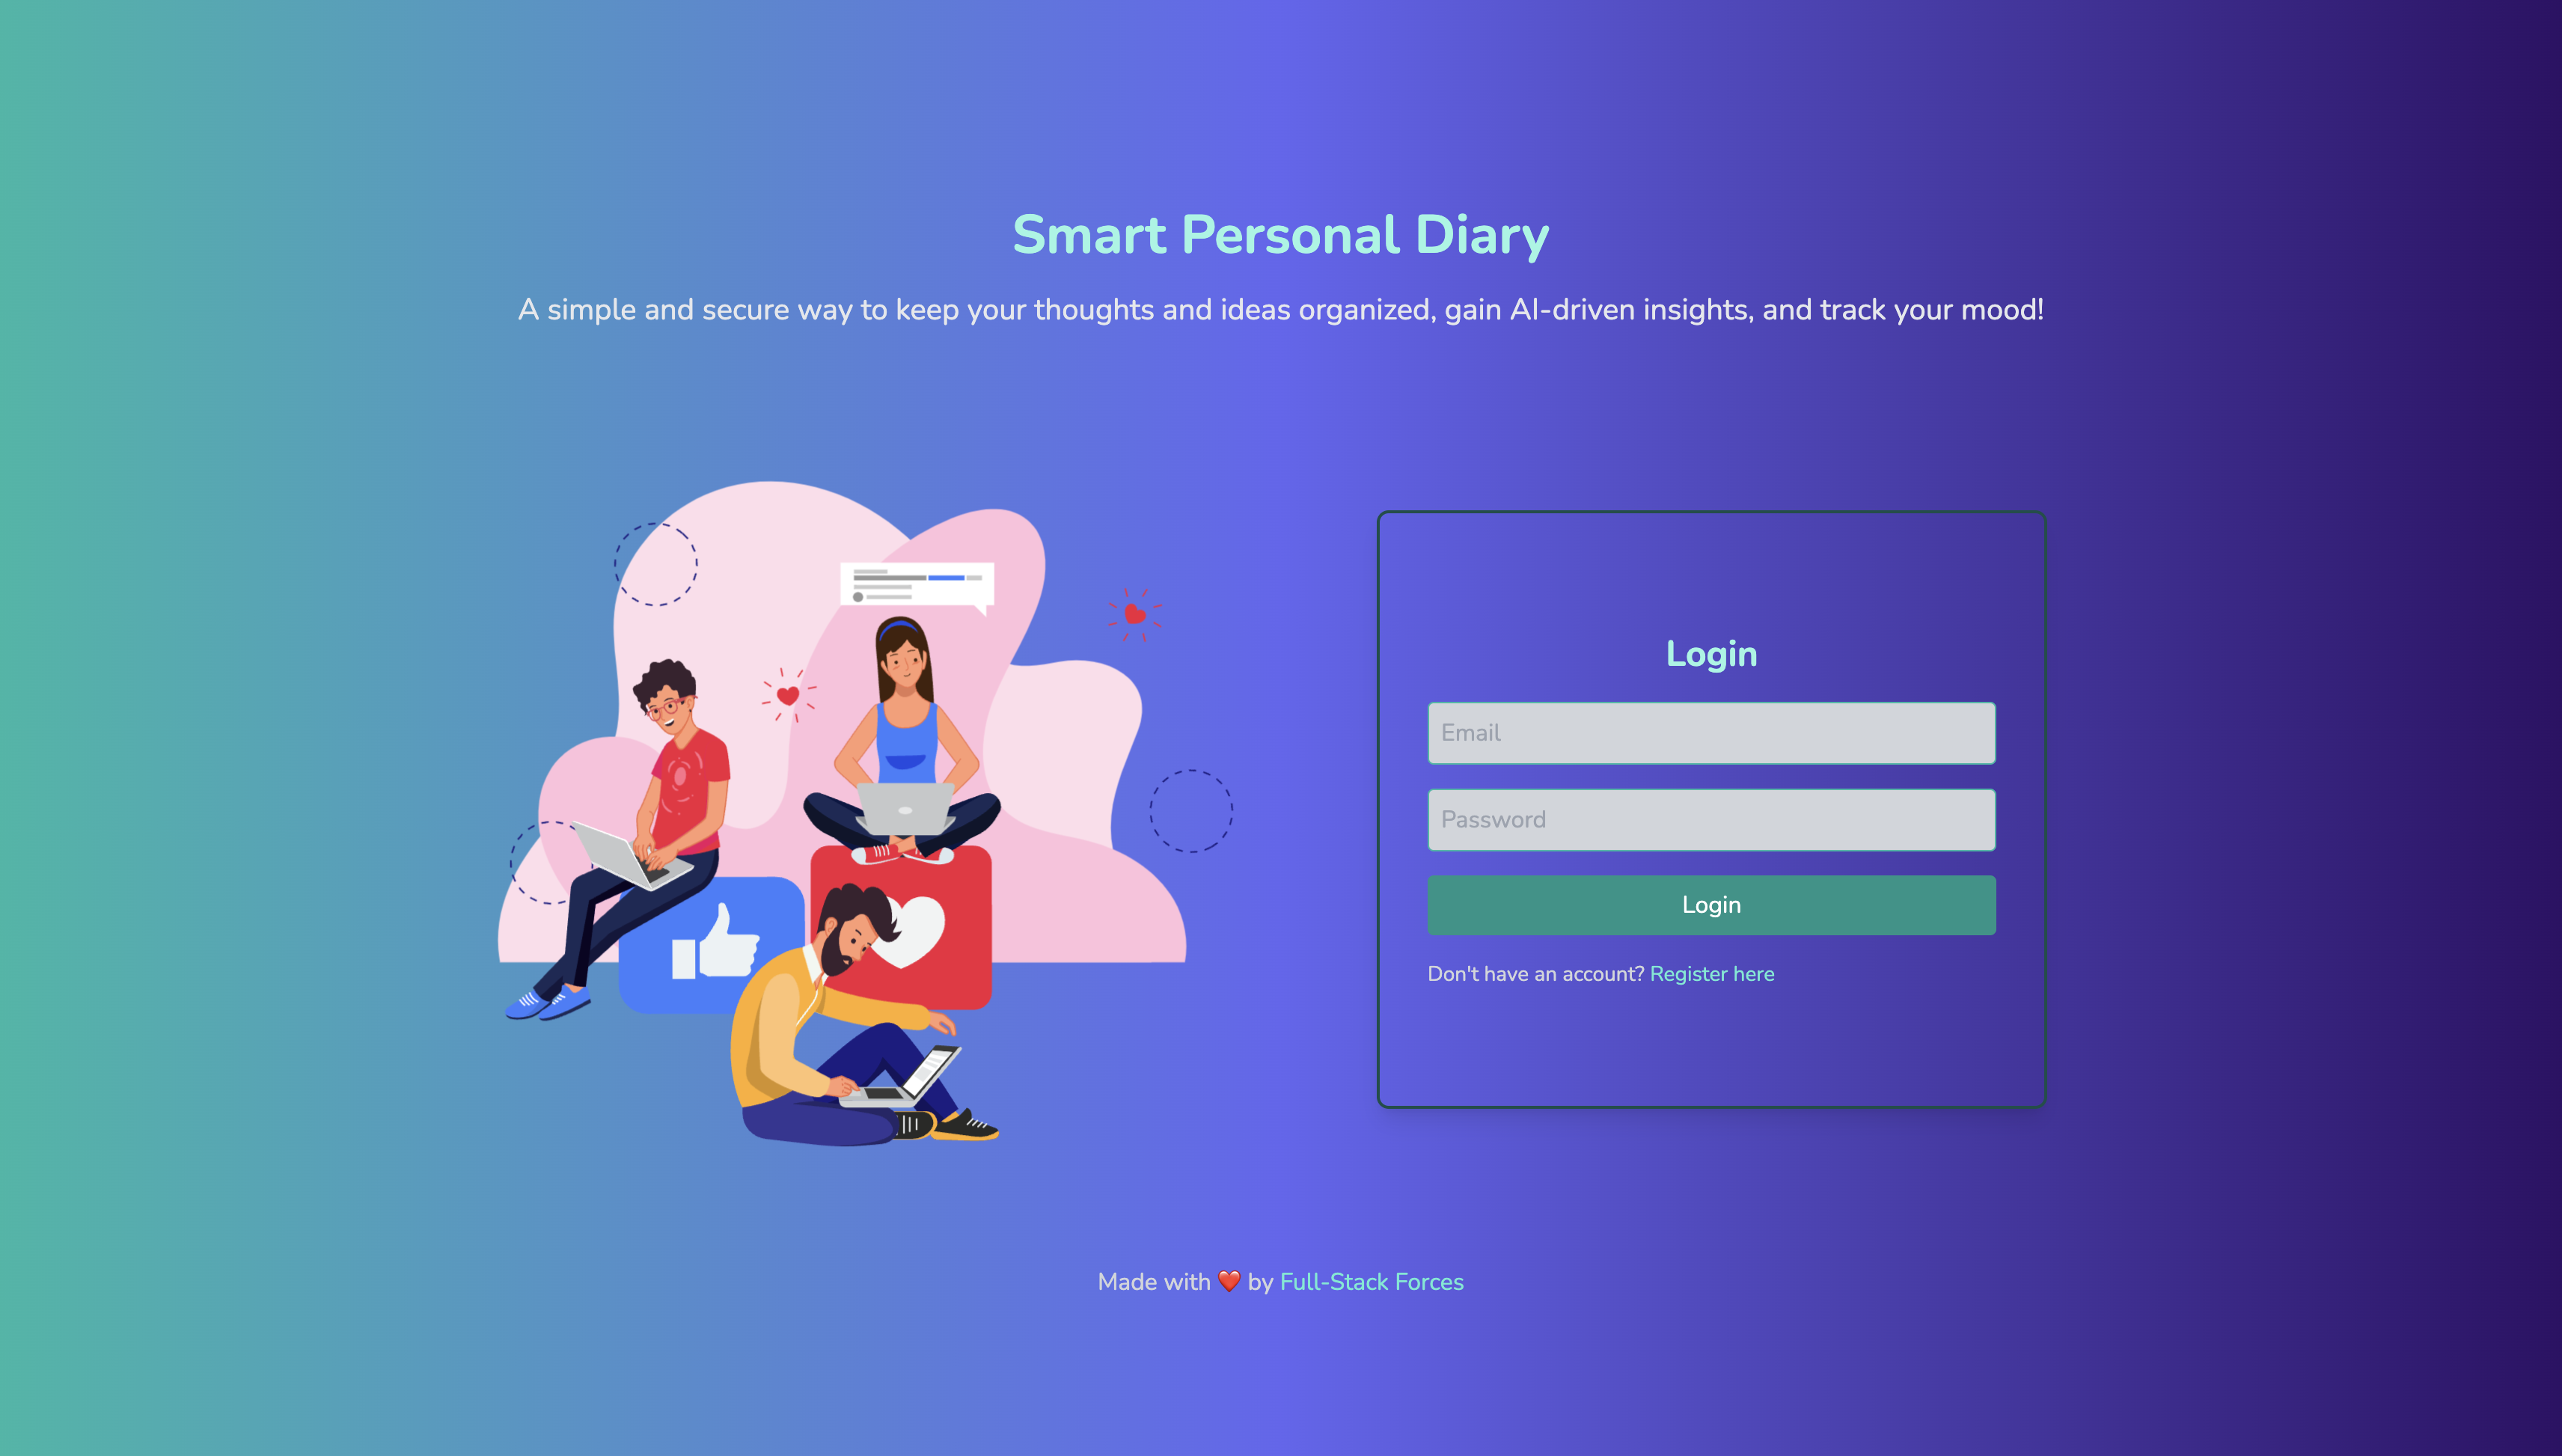 Smart Personal Diary
A simple and secure way to keep your thoughts and ideas organized, gain AI-driven insights, and track your mood!
Login
Email
Password
Login
Don't have an account? Register here
Made with ❤️ by Full-Stack Forces